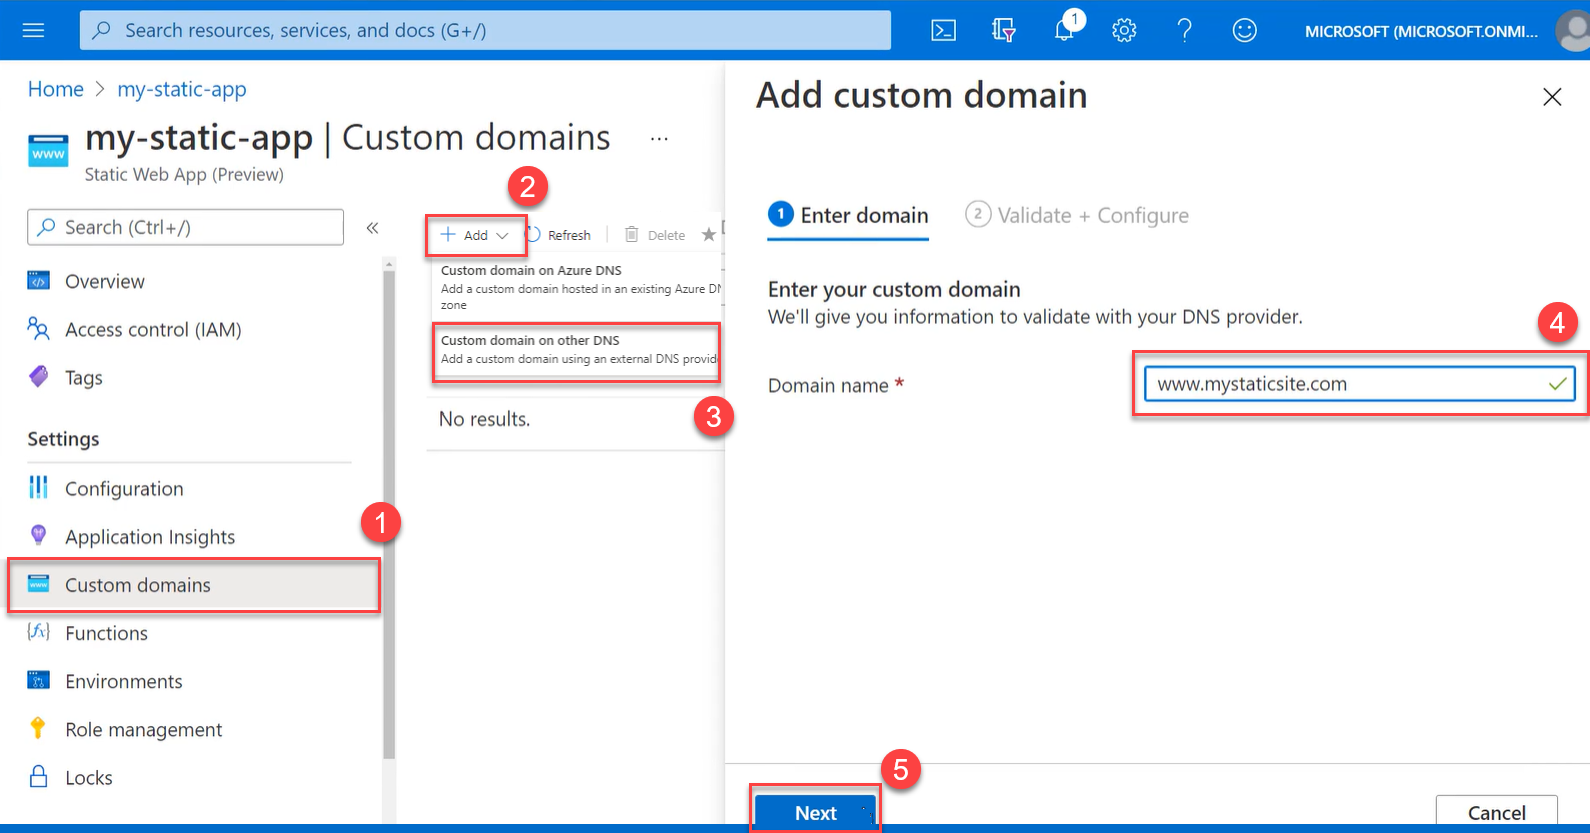 Search resources, services, and docs (G+/)
1
MICROSOFT (MICROSOFT.ONMI...
Home > my-static-app
www
my-static-app | Custom domains ...
Static Web App (Preview)
2
Search (Ctrl+/)
«
+ Add
Refresh
Delete
Custom domain on Azure DNS
Add a custom domain hosted in an existing Azure DN
zone
Custom domain on other DNS
Add a custom domain using an external DNS provide
3
No results.
Overview
Access control (IAM)
Tags
Settings
Configuration
Application Insights
1
www
Custom domains
Functions
Environments
Role management
Locks
Add custom domain
1 Enter domain
2 Validate + Configure
Enter your custom domain
We'll give you information to validate with your DNS provider.
4
Domain name *
www.mystaticsite.com
5
Next
Cancel